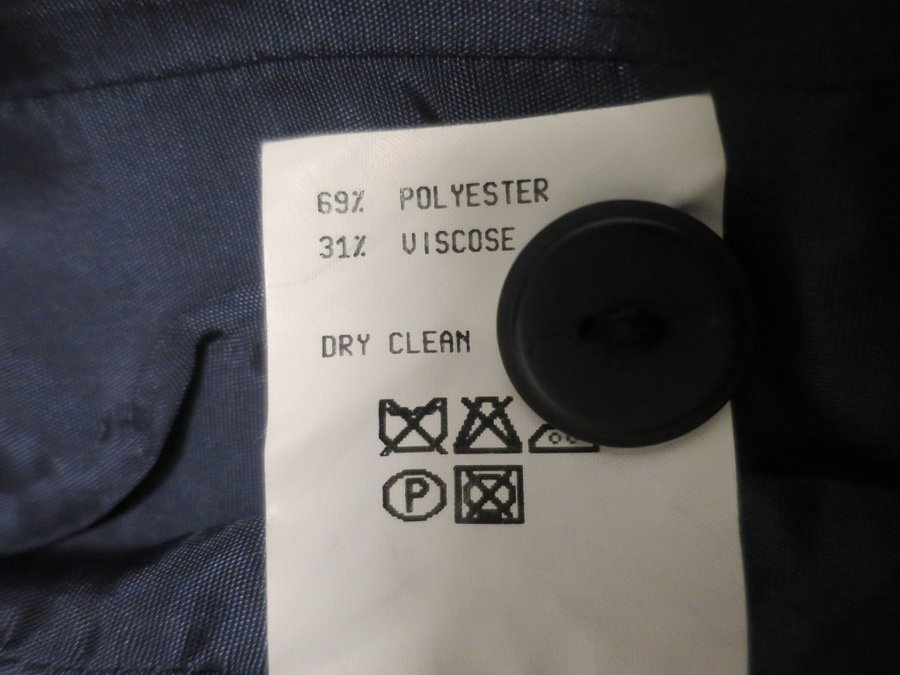 69% POLYESTER
31% VISCOSE
DRY CLEAN
P